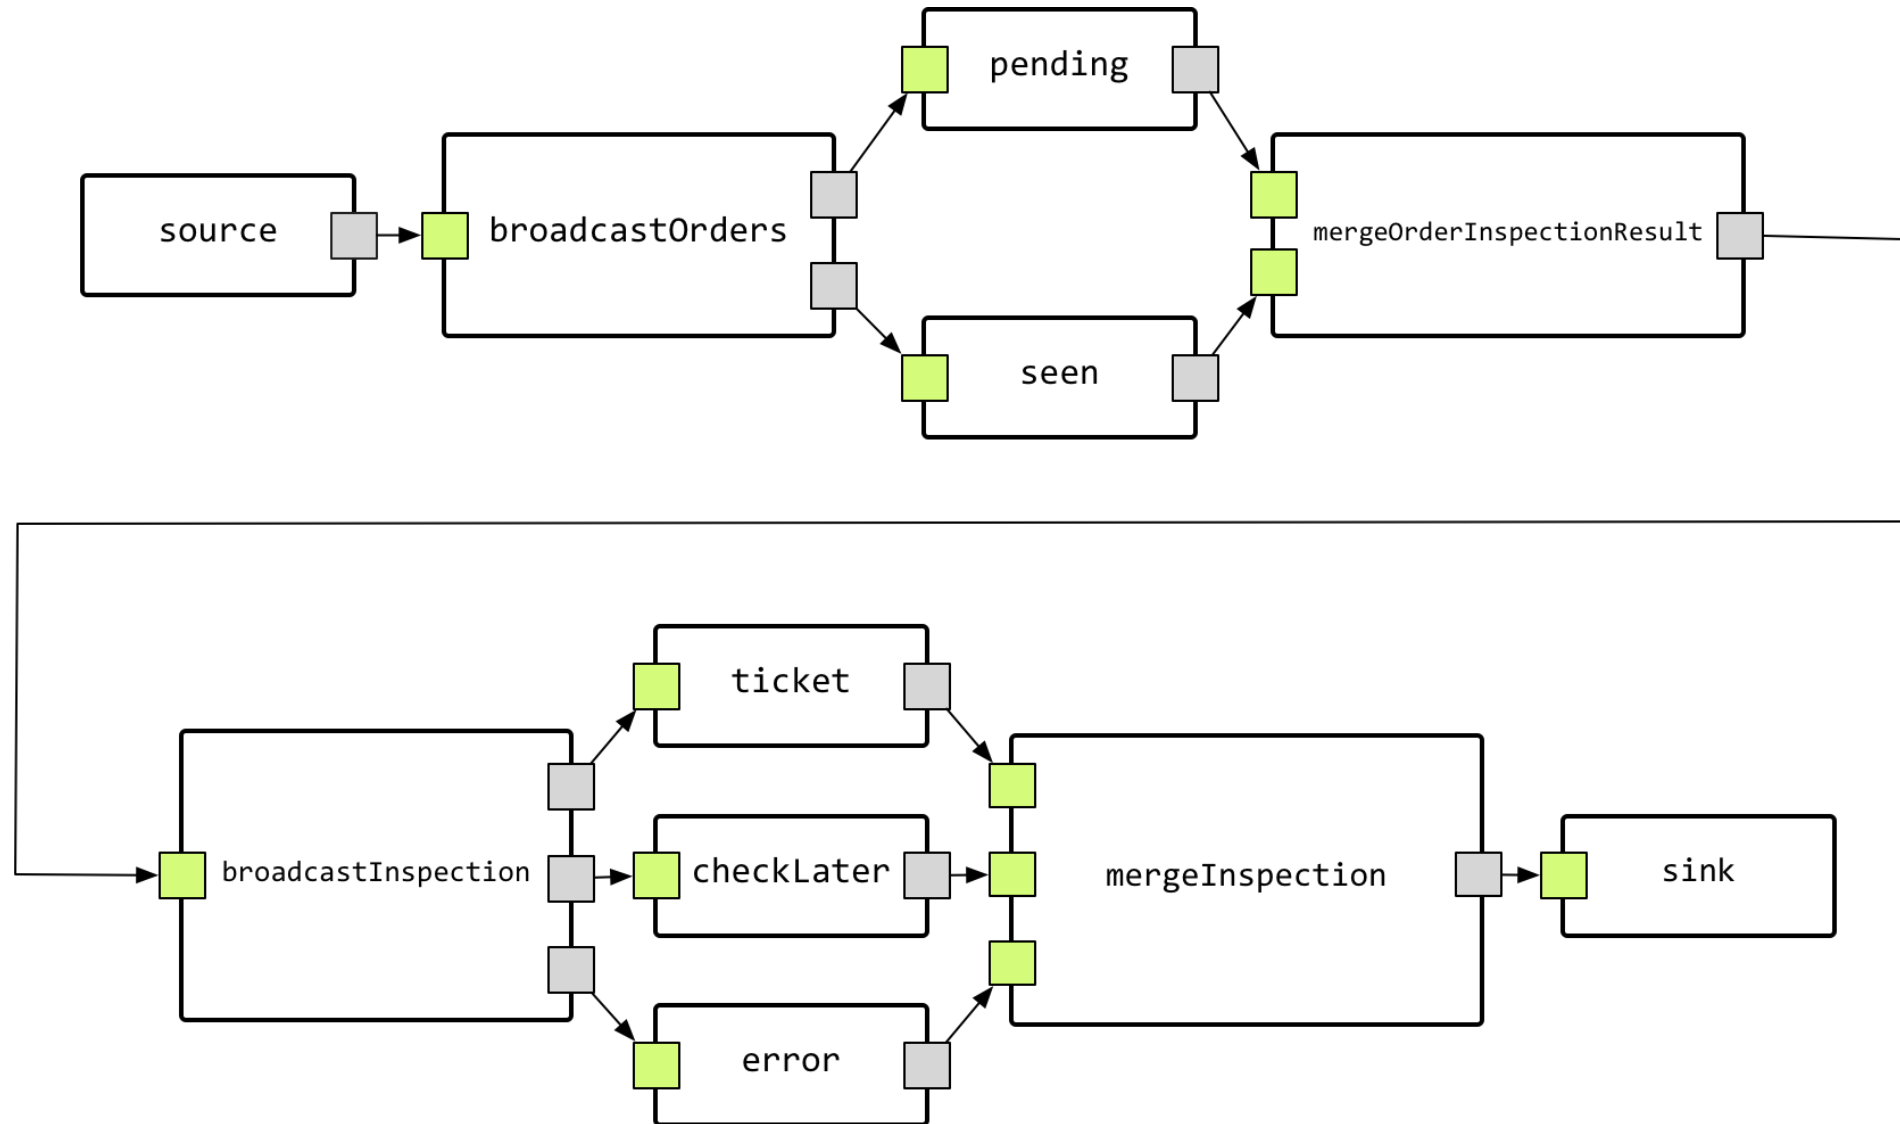 pending
source
broadcastOrders
mergeOrderInspectionResult
seen
ticket
broadcastInspection
checkLater
mergeInspection
sink
error